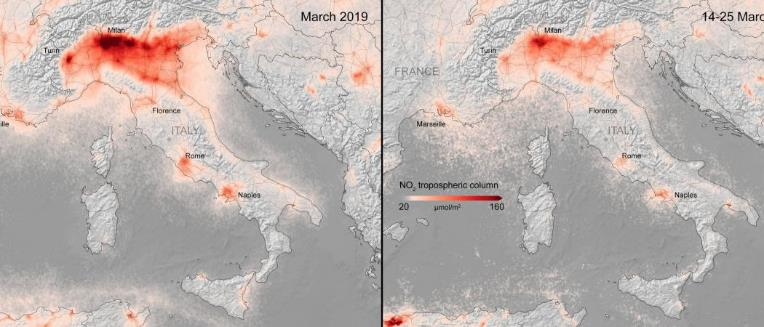 March 2019
Milan
Turin
Florence
ITALY
Rome
Naples
14-25
Milan
Turin
FRANCE
Florence
Marseille
ITALY
Rome
NO₂ tropospheric column
Naples
20 µmol/m² 160